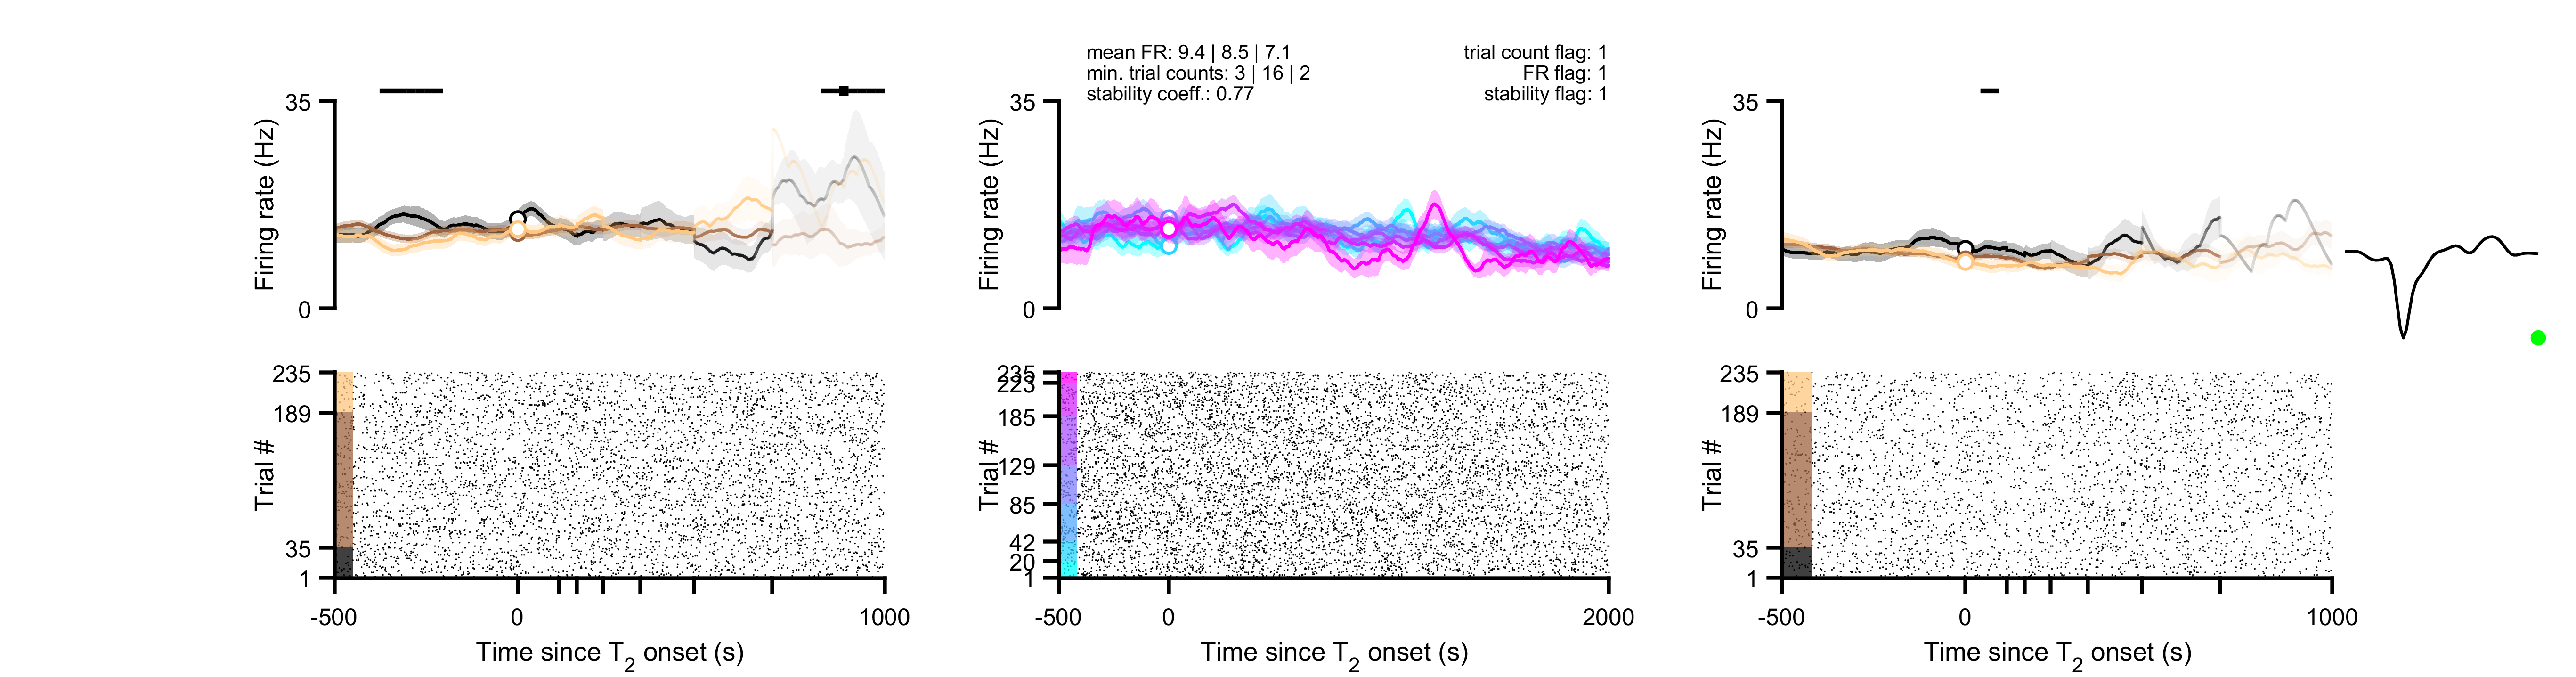 mean FR: 9.4 | 8.5 | 7.1
min. trial counts: 3 | 16 | 2
stability coeff.: 0.77
trial count flag: 1
FR flag: 1
stability flag: 1
35
Firing rate (Hz)
0
235
189
Trial #
35
1
-500
0
1000
Time since T2 onset (s)
35
Firing rate (Hz)
0
235
223
185
129
Trial #
85
42
20
1
-500
0
2000
Time since T2 onset (s)
35
Firing rate (Hz)
0
235
189
Trial #
35
1
-500
0
1000
Time since T2 onset (s)